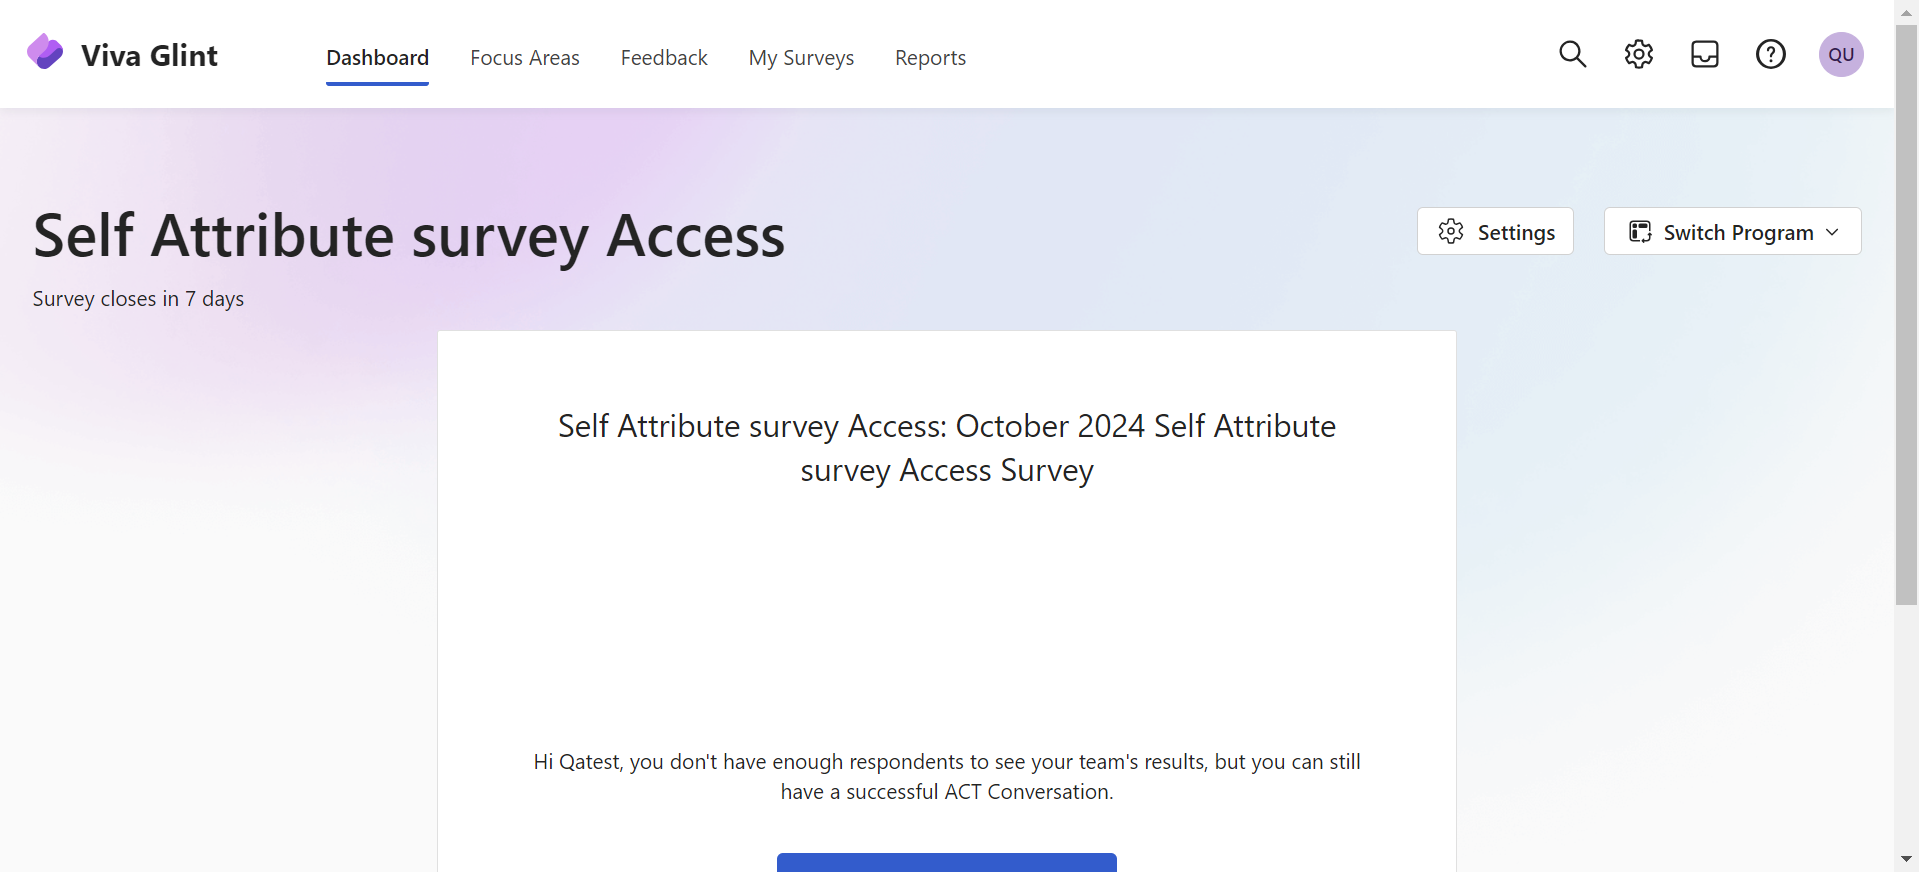 Viva Glint
Dashboard
Focus Areas
Feedback
My Surveys
Reports
QU
Self Attribute survey Access
Settings
Switch Program
Survey closes in 7 days
Self Attribute survey Access: October 2024 Self Attribute
survey Access Survey
Hi Qatest, you don't have enough respondents to see your team's results, but you can still
have a successful ACT Conversation.